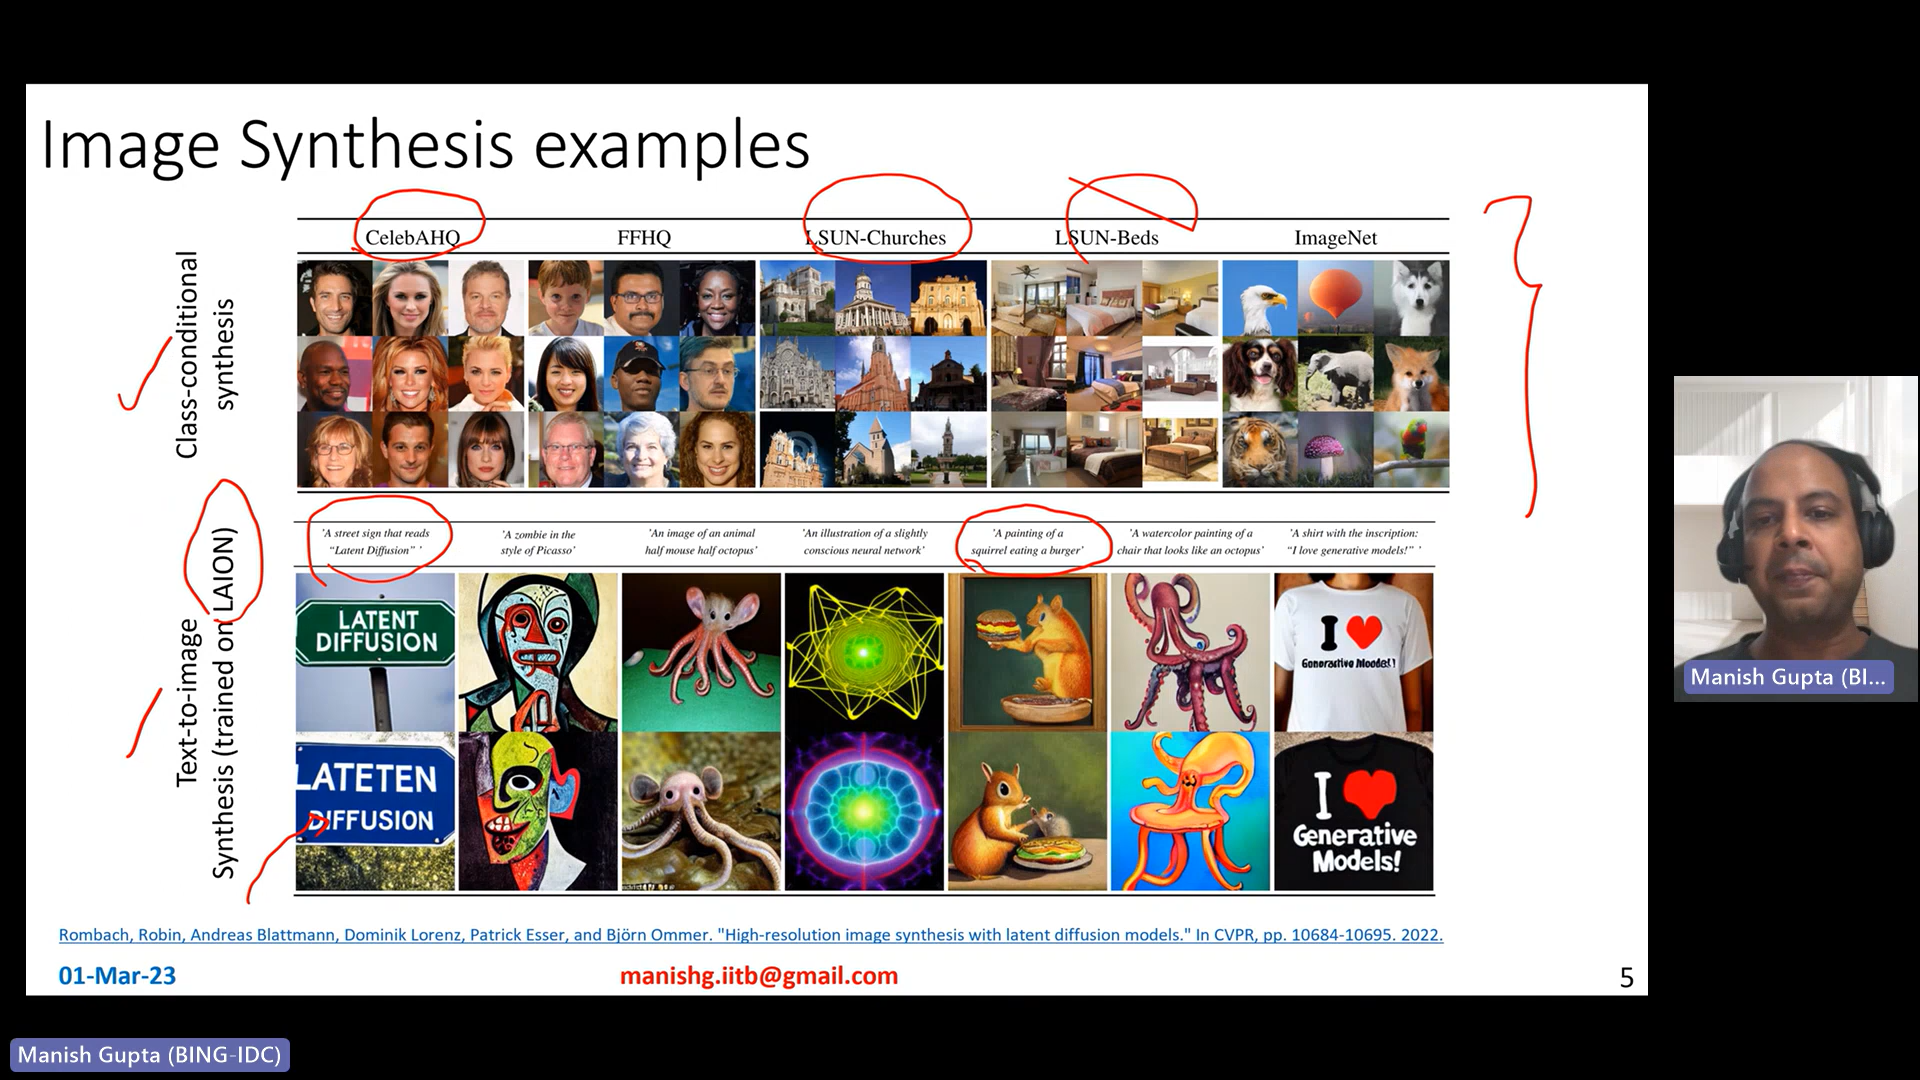 Image Synthesis examples
CelebAHQ FFHQ LSUN-Churches LSUN-Beds ImageNet
Class-conditional
synthesis
'A street sign that reads
"Latent Diffusion" '
'A zombie in the
style of Picasso'
'An image of an animal
half mouse half octopus'
'An illustration of a slightly
conscious neural network'
'A painting of a
squirrel eating a burger'
'A watercolor painting of a
chair that looks like an octopus'
'A shirt with the inscription:
"I love generative models!" '
Text-to-image
Synthesis (trained on LAION)
LATENT
DIFFUSION
I
Generative Moodel!!
LATETEN
DIFFUSION
I
Generative
Models!
Rombach, Robin, Andreas Blattmann, Dominik Lorenz, Patrick Esser, and Björn Ommer. "High-resolution image synthesis with latent diffusion models." In CVPR, pp. 10684-10695. 2022.
01-Mar-23 manishg.iitb@gmail.com 5
Manish Gupta (BI...
Manish Gupta (BING-IDC)